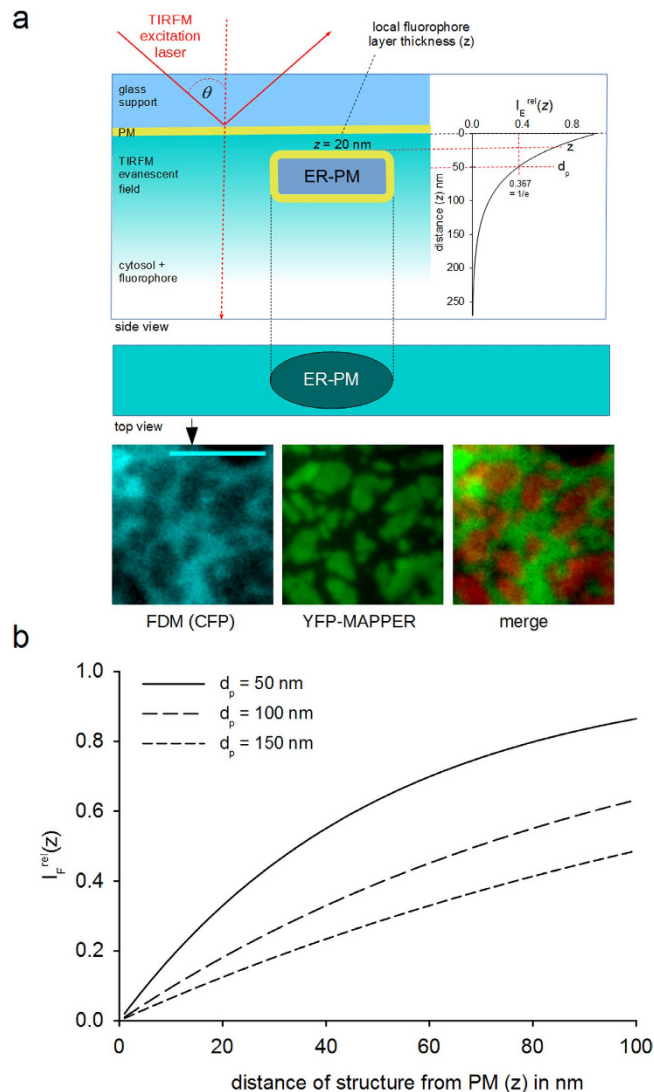 a
TIRFM
excitation
laser
θ
local fluorophore
layer thickness (z)
glass
support
PM
z = 20 nm
TIRFM
evanescent
field
ER-PM
cytosol +
fluorophore
side view
I_E^rel(z)
0.0 0.4 0.8
0
50
100
150
200
250
distance (z) nm
z
d_p
0.367
= 1/e
ER-PM
top view
FDM (CFP)
YFP-MAPPER
merge
b
d_p = 50 nm
d_p = 100 nm
d_p = 150 nm
I_F^rel(z)
1.0
0.8
0.6
0.4
0.2
0.0
0 20 40 60 80 100
distance of structure from PM (z) in nm